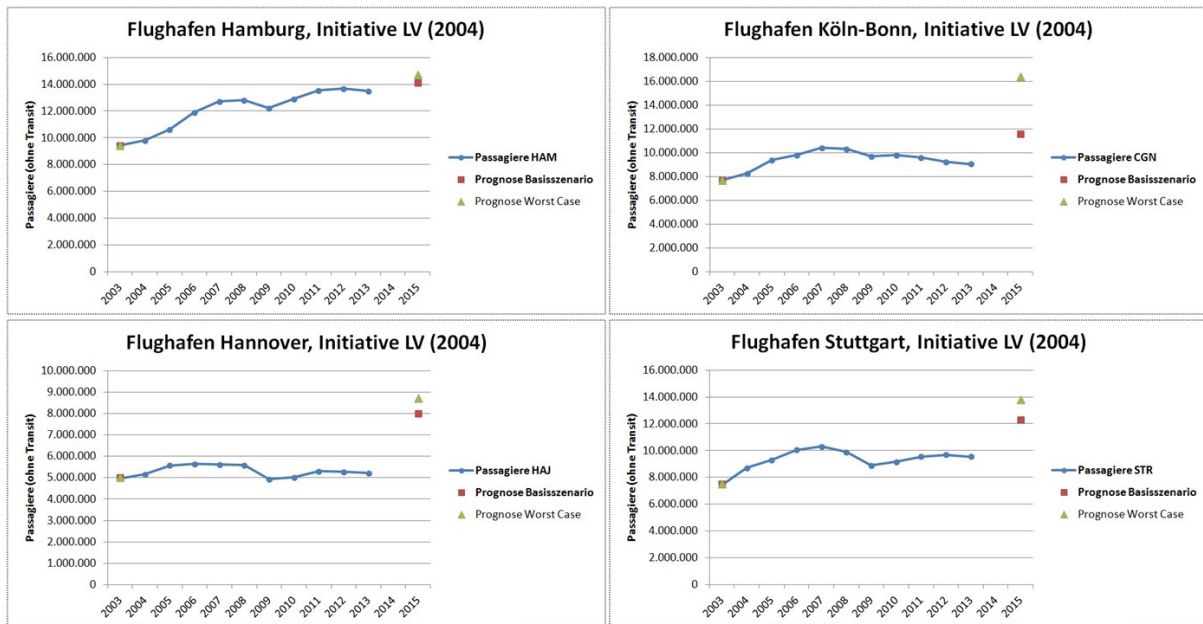 Flughafen Hamburg, Initiative LV (2004)
Passagiere (ohne Transit)
16.000.000
14.000.000
12.000.000
10.000.000
8.000.000
6.000.000
4.000.000
2.000.000
0
2003 2004 2005 2006 2007 2008 2009 2010 2011 2012 2013 2014 2015
Passagiere HAM
Prognose Basisszenario
Prognose Worst Case
Flughafen Köln-Bonn, Initiative LV (2004)
Passagiere (ohne Transit)
18.000.000
16.000.000
14.000.000
12.000.000
10.000.000
8.000.000
6.000.000
4.000.000
2.000.000
0
2003 2004 2005 2006 2007 2008 2009 2010 2011 2012 2013 2014 2015
Passagiere CGN
Prognose Basisszenario
Prognose Worst Case
Flughafen Hannover, Initiative LV (2004)
Passagiere (ohne Transit)
10.000.000
9.000.000
8.000.000
7.000.000
6.000.000
5.000.000
4.000.000
3.000.000
2.000.000
1.000.000
0
2003 2004 2005 2006 2007 2008 2009 2010 2011 2012 2013 2014 2015
Passagiere HAJ
Prognose Basisszenario
Prognose Worst Case
Flughafen Stuttgart, Initiative LV (2004)
Passagiere (ohne Transit)
16.000.000
14.000.000
12.000.000
10.000.000
8.000.000
6.000.000
4.000.000
2.000.000
0
2003 2004 2005 2006 2007 2008 2009 2010 2011 2012 2013 2014 2015
Passagiere STR
Prognose Basisszenario
Prognose Worst Case